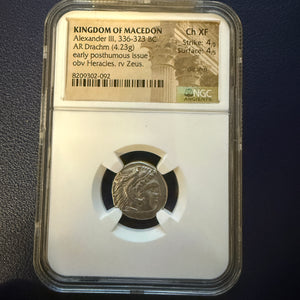 KINGDOM OF MACEDON
Alexander III, 336-323 BC
AR Drachm (4.23g)
early posthumous issue
obv Heracles, rv Zeus.
8209302-092
Ch XF
Strike: 4/5
Surface: 4/5
NGC
ANCIENTS